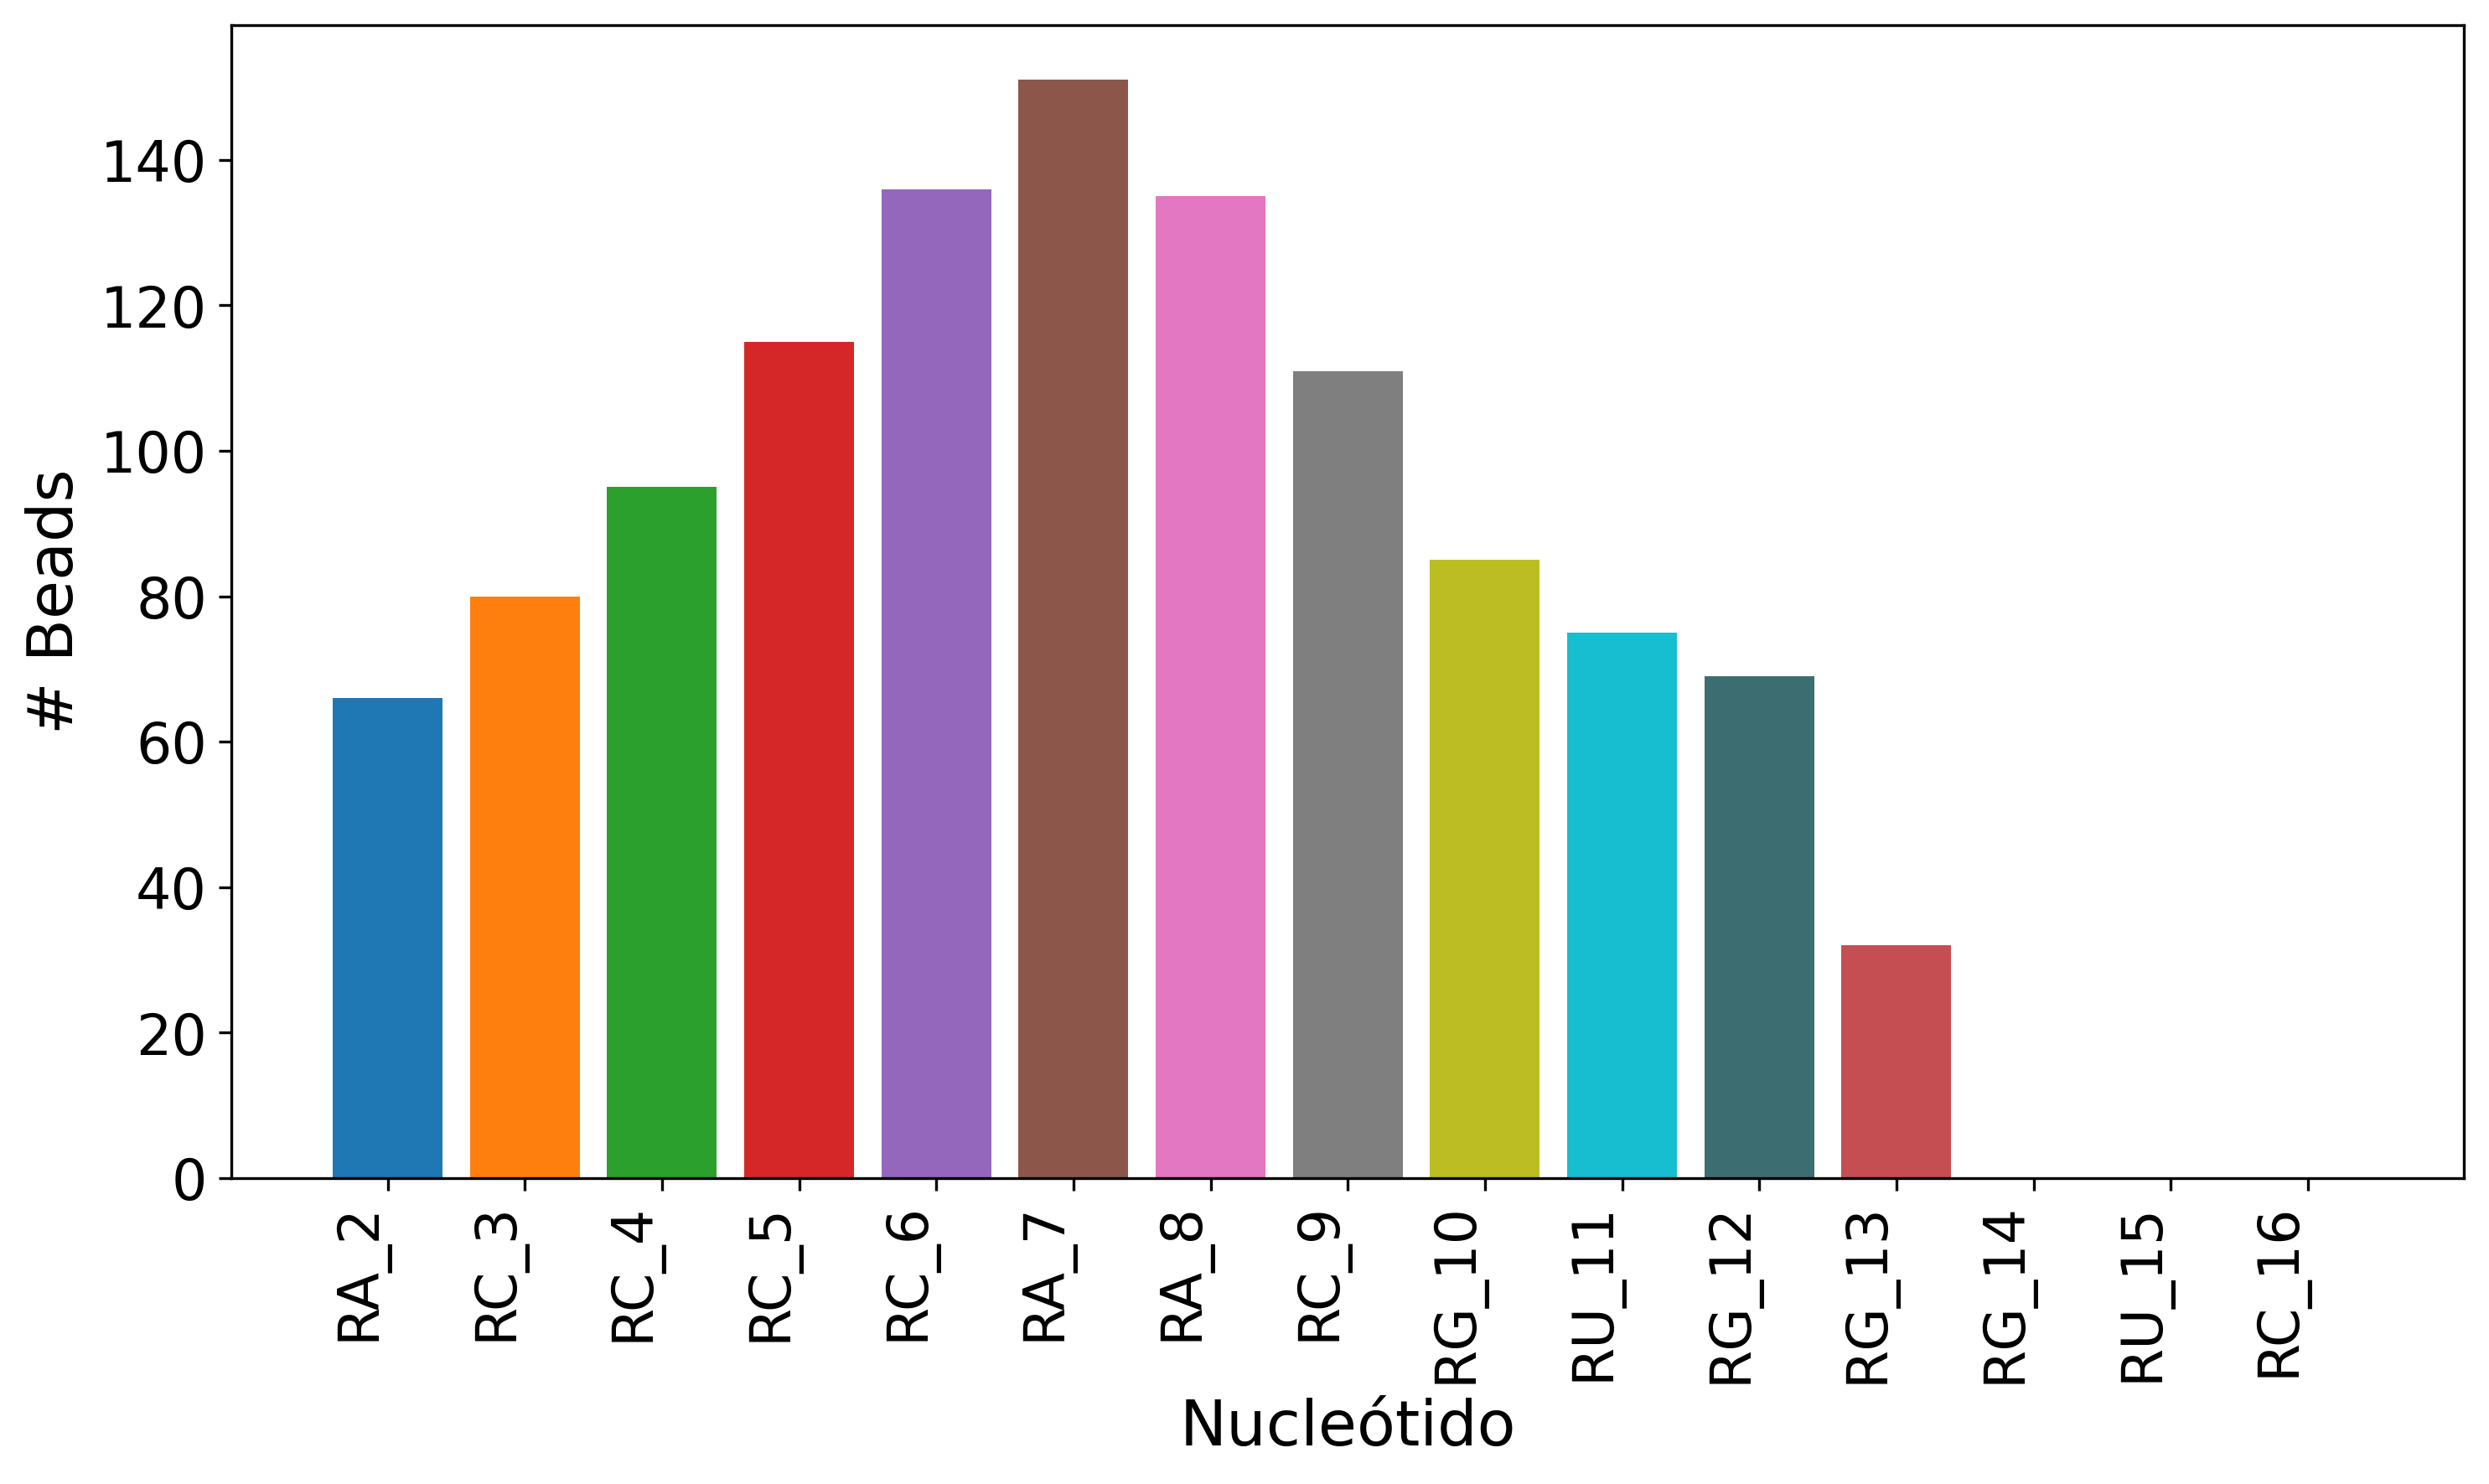 # Beads
140
120
100
80
60
40
20
0
RA_2
RC_3
RC_4
RC_5
RC_6
RA_7
RA_8
RC_9
RG_10
RU_11
RG_12
RG_13
RG_14
RU_15
RC_16
Nucleótido